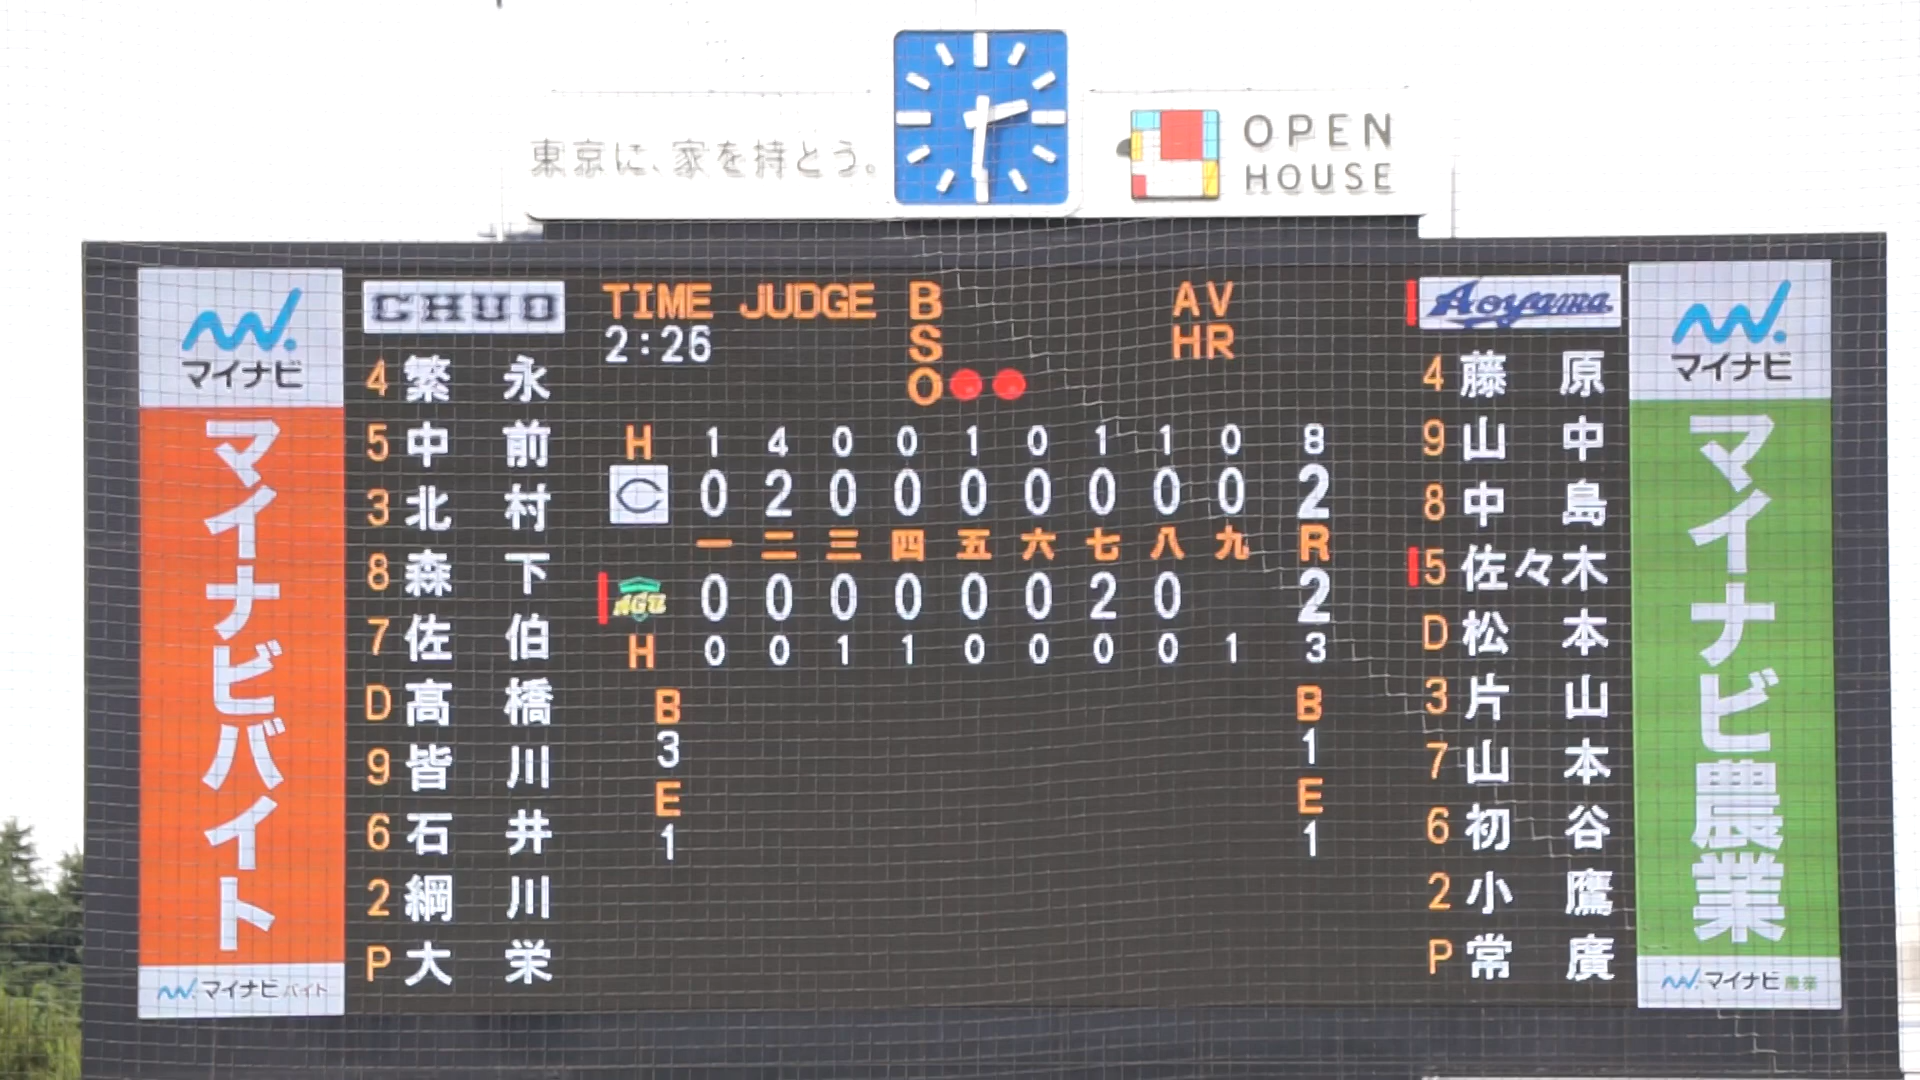 東京に、家を持とう。
OPEN
HOUSE
マイナビ
マイナビバイト
マイナビ バイト
CHUO
4 繁永
5 中前
3 北村
8 森下
7 佐伯
D 髙橋
9 皆川
6 石井
2 綱川
P 大栄
TIME JUDGE
2:26
B
S
O
AV
HR
H 1 4 0 0 1 0 1 1 0 8
C 0 2 0 0 0 0 0 0 0 2
一 二 三 四 五 六 七 八 九 R
AGU 0 0 0 0 0 0 2 0 2
H 0 0 1 1 0 0 0 0 1 3
B B
3 1
E E
1 1
Aoyama
4 藤原
9 山中
8 中島
5 佐々木
D 松本
3 片山
7 山本
6 初谷
2 小鷹
P 常廣
マイナビ
マイナビ農業
マイナビ 農業